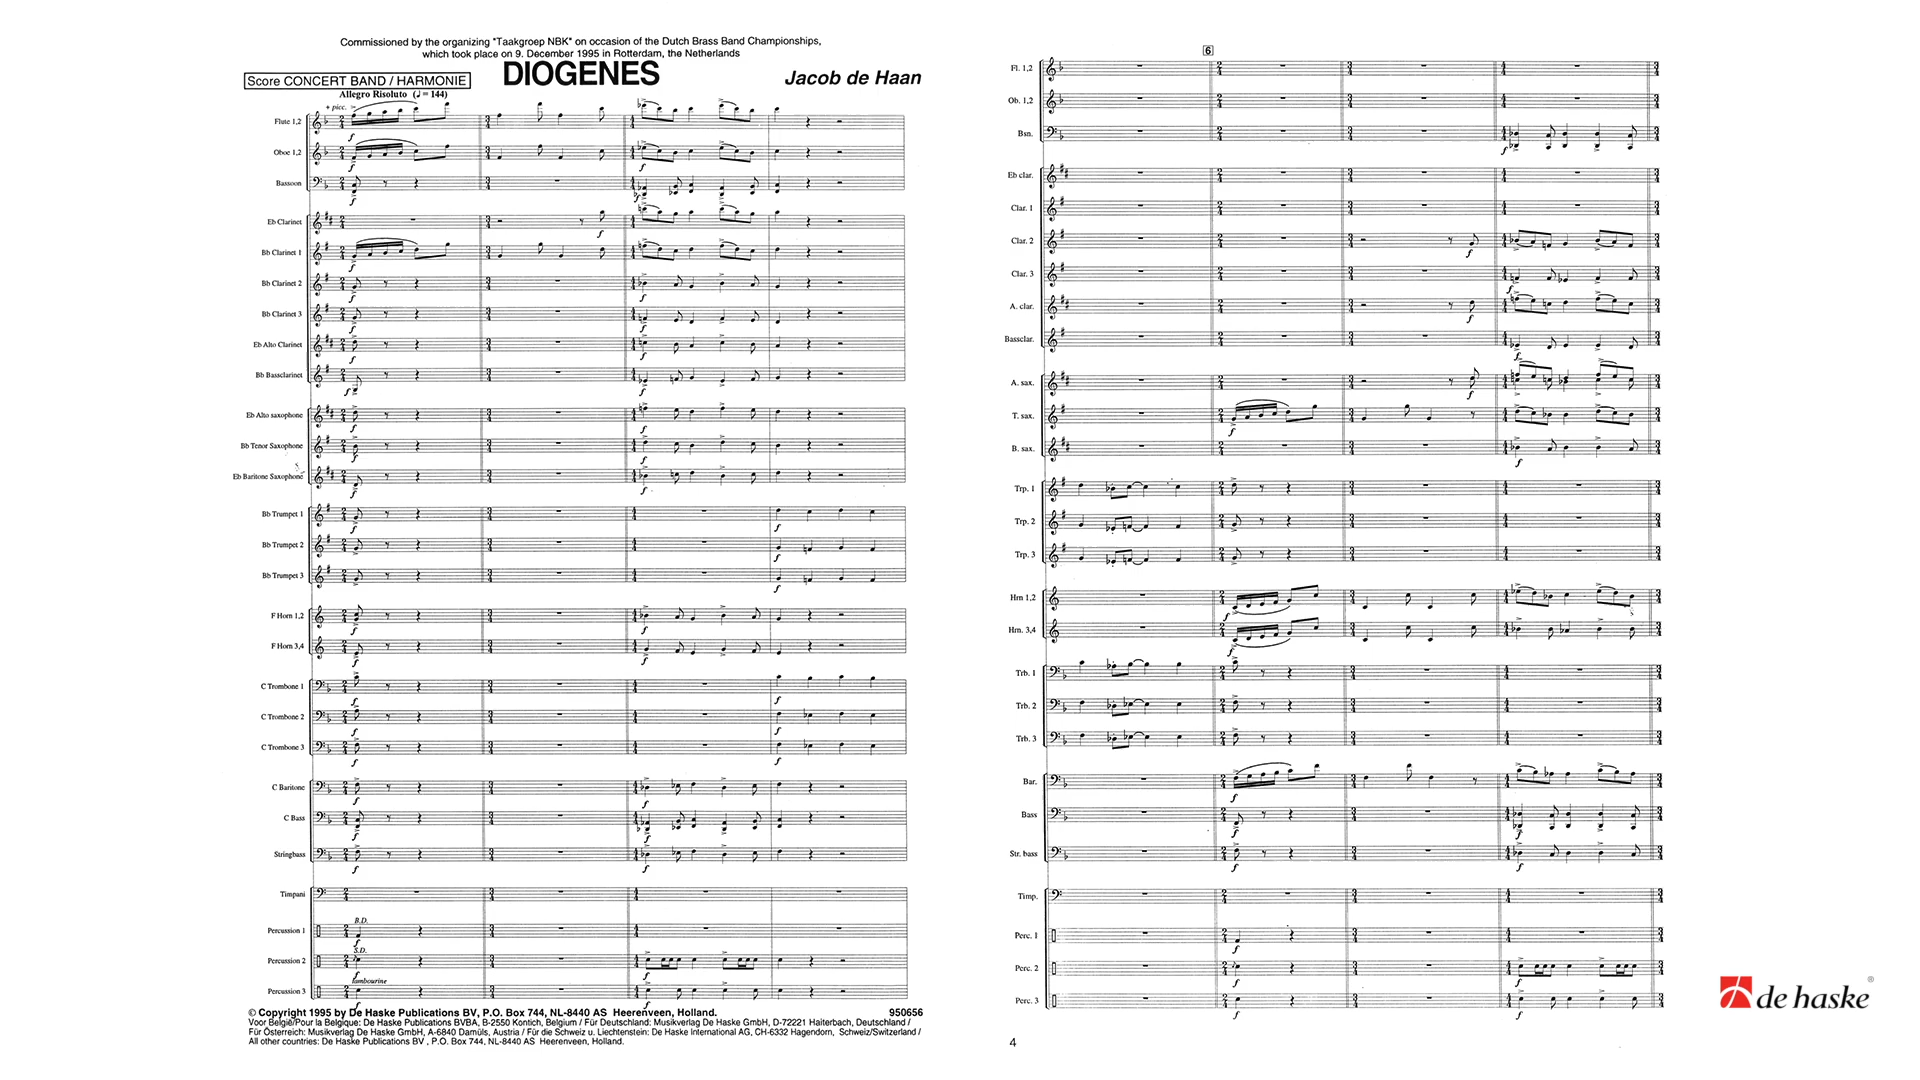 Commissioned by the organizing "Taakgroep NBK" on occasion of the Dutch Brass Band Championships,
which took place on 9. December 1995 in Rotterdam, the Netherlands
Score CONCERT BAND / HARMONIE
DIOGENES
Jacob de Haan
Allegro Risoluto (♩ = 144)
+ picc.
Flute 1,2
Oboe 1,2
Bassoon
Eb Clarinet
Bb Clarinet 1
Bb Clarinet 2
Bb Clarinet 3
Eb Alto Clarinet
Bb Bassclarinet
Eb Alto saxophone
Bb Tenor Saxophone
Eb Baritone Saxophone
Bb Trumpet 1
Bb Trumpet 2
Bb Trumpet 3
F Horn 1,2
F Horn 3,4
C Trombone 1
C Trombone 2
C Trombone 3
C Baritone
C Bass
Stringbass
Timpani
B.D.
Percussion 1
S.D.
Percussion 2
Tambourine
Percussion 3
© Copyright 1995 by De Haske Publications BV, P.O. Box 744, NL-8440 AS Heerenveen, Holland. 950656
Voor België/Pour la Belgique: De Haske Publications BVBA, B-2550 Kontich, Belgium / Für Deutschland: Musikverlag De Haske GmbH, D-72221 Haiterbach, Deutschland /
Für Österreich: Musikverlag De Haske GmbH, A-6840 Damüls, Austria / Für die Schweiz u. Liechtenstein: De Haske International AG, CH-6332 Hagendorn, Schweiz/Switzerland /
All other countries: De Haske Publications BV , P.O. Box 744, NL-8440 AS Heerenveen, Holland.
6
Fl. 1,2
Ob. 1,2
Bsn.
Eb clar.
Clar. 1
Clar. 2
Clar. 3
A. clar.
Bassclar.
A. sax.
T. sax.
B. sax.
Trp. 1
Trp. 2
Trp. 3
Hrn 1,2
Hrn. 3,4
Trb. 1
Trb. 2
Trb. 3
Bar.
Bass
Str. bass
Timp.
Perc. 1
Perc. 2
Perc. 3
4
de haske®